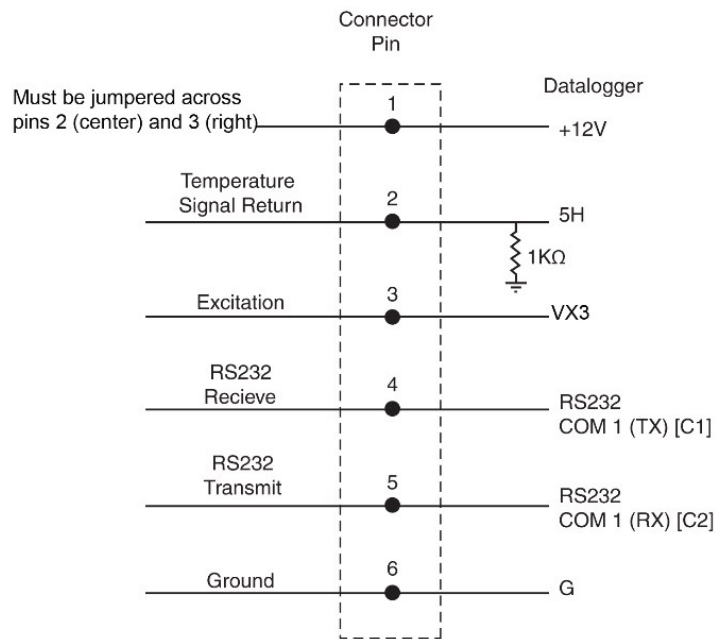 Connector
Pin
Datalogger
Must be jumpered across
pins 2 (center) and 3 (right)
1
+12V
Temperature
Signal Return
2
5H
1KΩ
Excitation
3
VX3
RS232
Recieve
4
RS232
COM 1 (TX) [C1]
RS232
Transmit
5
RS232
COM 1 (RX) [C2]
Ground
6
G